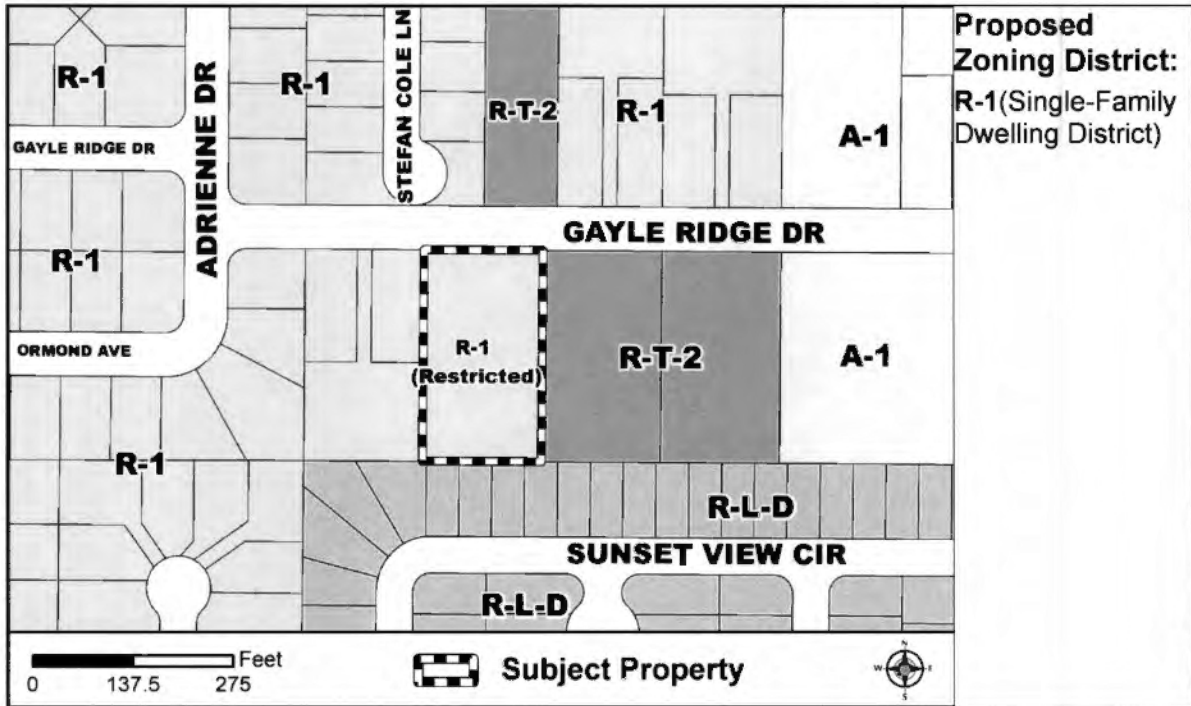 Proposed
Zoning District:
R-1(Single-Family
Dwelling District)
R-1
R-1
R-T-2
R-1
A-1
STEFAN COLE LN
ADRIENNE DR
GAYLE RIDGE DR
GAYLE RIDGE DR
R-1
R-1
(Restricted)
R-T-2
A-1
ORMOND AVE
R-1
R-L-D
SUNSET VIEW CIR
R-L-D
Feet
0 137.5 275
Subject Property
N
W E
S